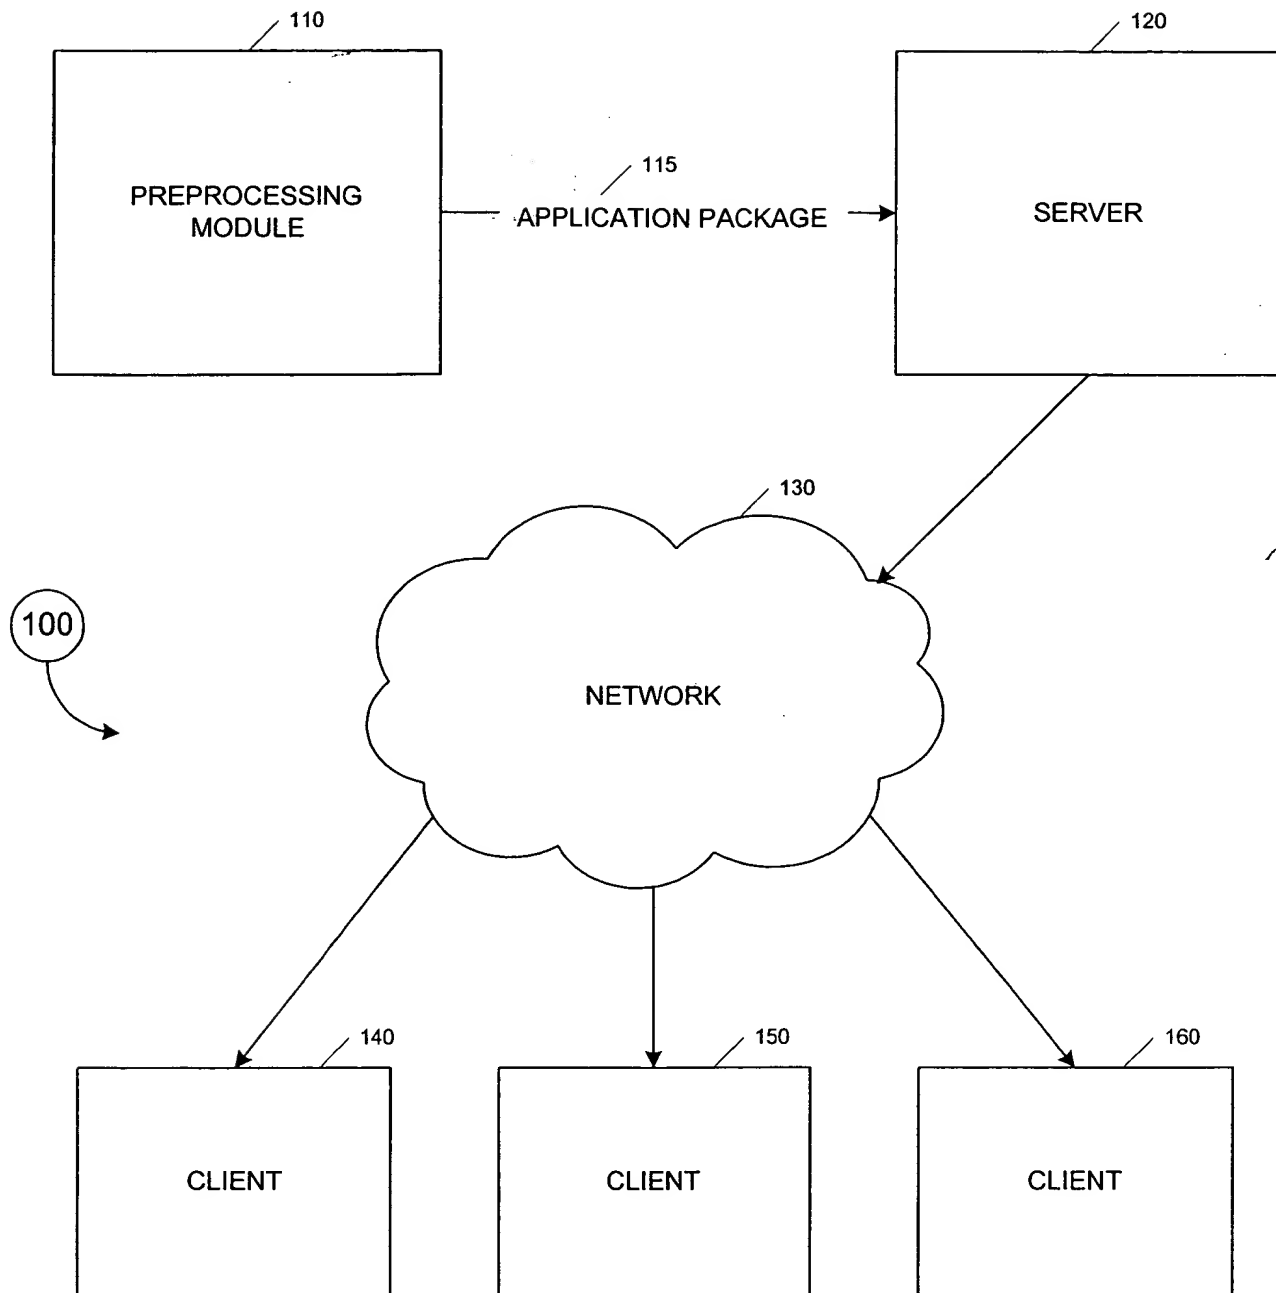 110
120
PREPROCESSING
MODULE
115
APPLICATION PACKAGE
SERVER
130
100
NETWORK
140
150
160
CLIENT
CLIENT
CLIENT